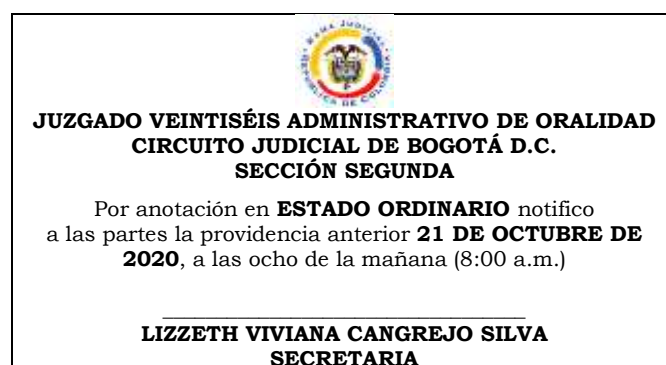 JUZGADO VEINTISÉIS ADMINISTRATIVO DE ORALIDAD
CIRCUITO JUDICIAL DE BOGOTÁ D.C.
SECCIÓN SEGUNDA
Por anotación en ESTADO ORDINARIO notifico
a las partes la providencia anterior 21 DE OCTUBRE DE
2020, a las ocho de la mañana (8:00 a.m.)
LIZZETH VIVIANA CANGREJO SILVA
SECRETARIA